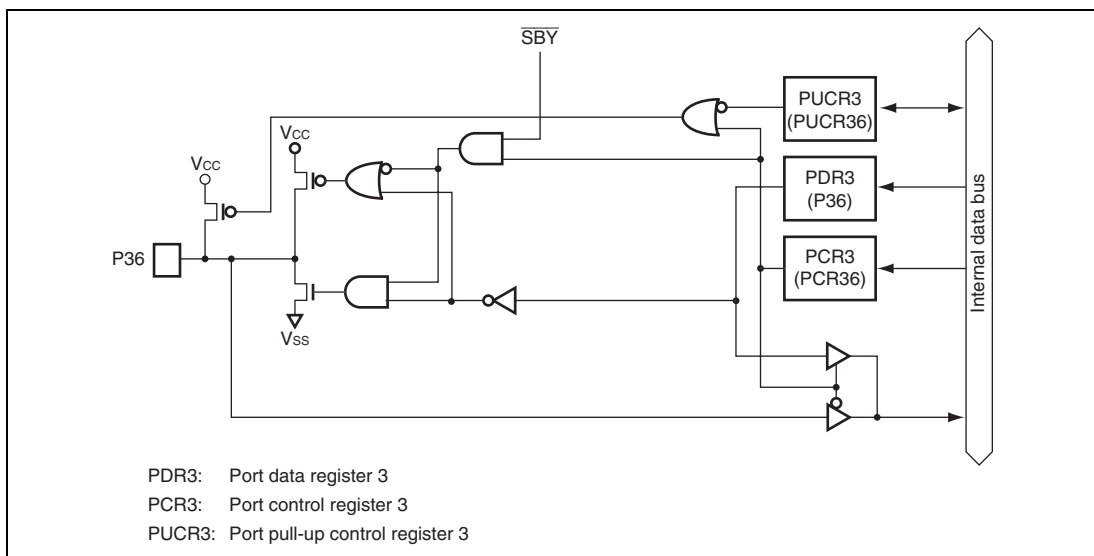 SBY
PUCR3
(PUCR36)
VCC
VCC
PDR3
(P36)
P36
PCR3
(PCR36)
Internal data bus
VSS
PDR3: Port data register 3
PCR3: Port control register 3
PUCR3: Port pull-up control register 3